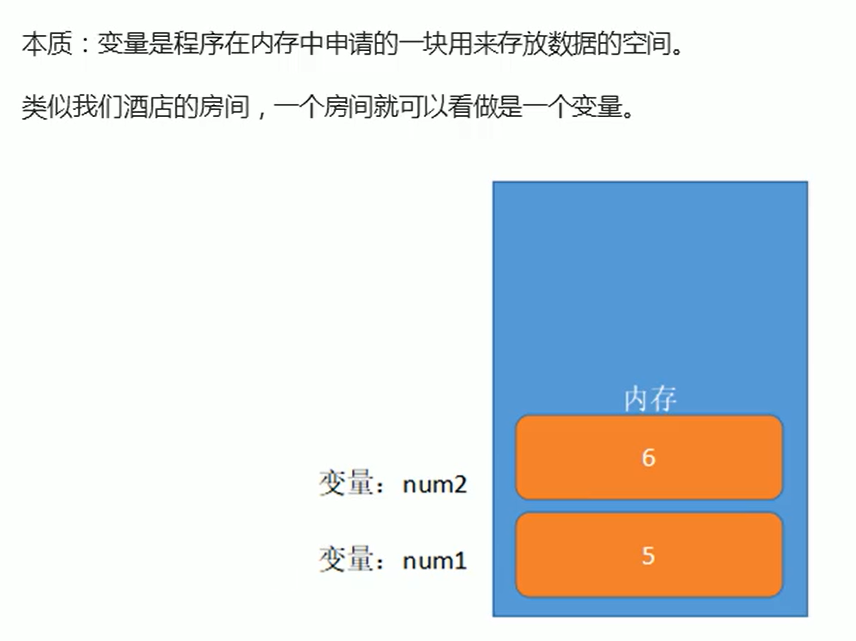 本质：变量是程序在内存中申请的一块用来存放数据的空间。
类似我们酒店的房间，一个房间就可以看做是一个变量。
内存
6
变量：num2
5
变量：num1